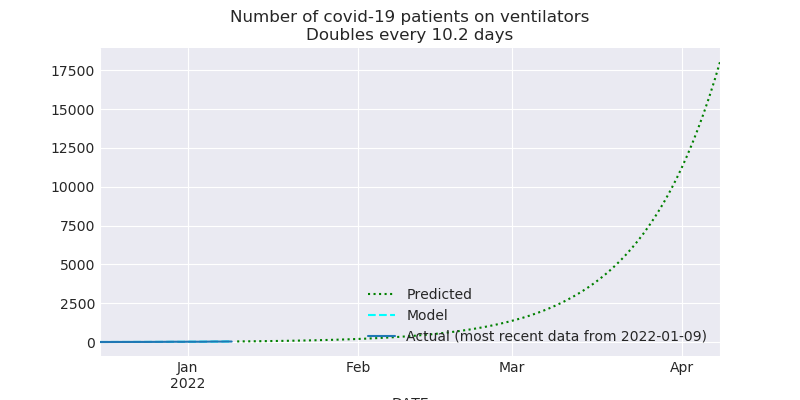 Number of covid-19 patients on ventilators
Doubles every 10.2 days
17500
15000
12500
10000
7500
5000
2500
0
Predicted
Model
Actual (most recent data from 2022-01-09)
Jan
2022
Feb
Mar
Apr
DATE